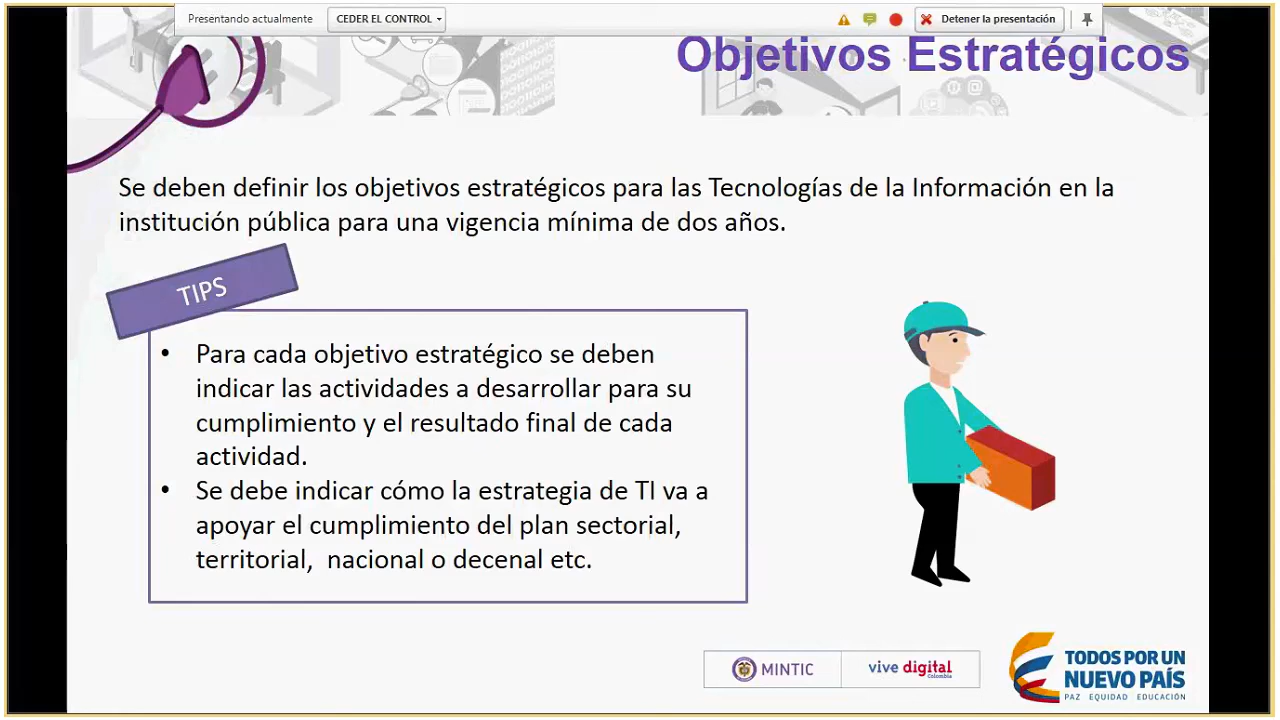 Presentando actualmente CEDER EL CONTROL Detener la presentación
Objetivos Estratégicos
Se deben definir los objetivos estratégicos para las Tecnologías de la Información en la
institución pública para una vigencia mínima de dos años.
TIPS
• Para cada objetivo estratégico se deben
indicar las actividades a desarrollar para su
cumplimiento y el resultado final de cada
actividad.
• Se debe indicar cómo la estrategia de TI va a
apoyar el cumplimiento del plan sectorial,
territorial, nacional o decenal etc.
MINTIC
vive digital
Colombia
TODOS POR UN
NUEVO PAÍS
PAZ EQUIDAD EDUCACIÓN